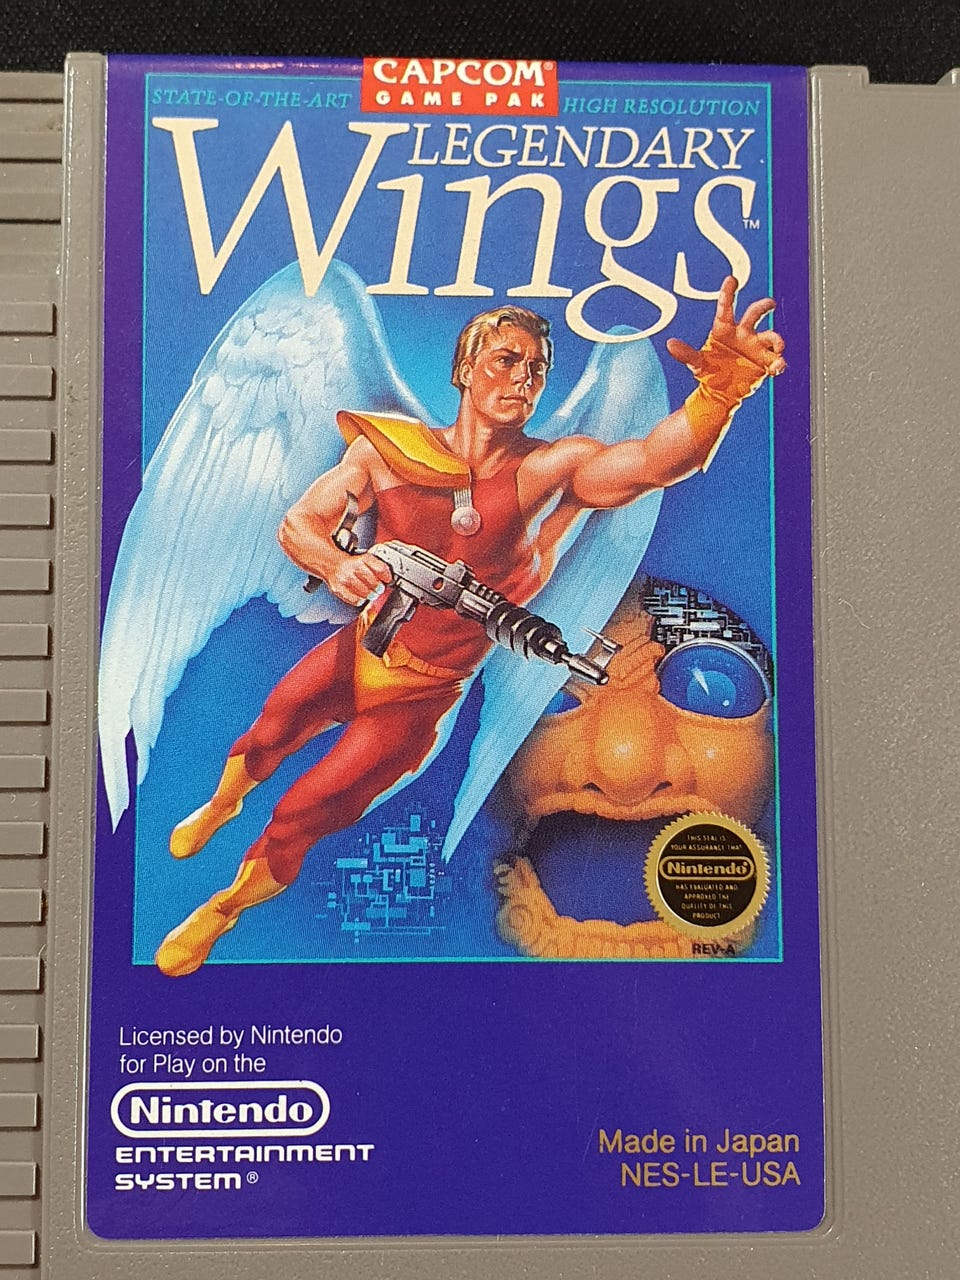 CAPCOM®
GAME PAK
STATE-OF-THE-ART
HIGH RESOLUTION
LEGENDARY
Wings™
THIS SEAL IS
YOUR ASSURANCE THAT
Nintendo®
HAS EVALUATED AND
APPROVED THE
QUALITY OF THIS
PRODUCT
REV-A
Licensed by Nintendo
for Play on the
Nintendo
ENTERTAINMENT
SYSTEM®
Made in Japan
NES-LE-USA